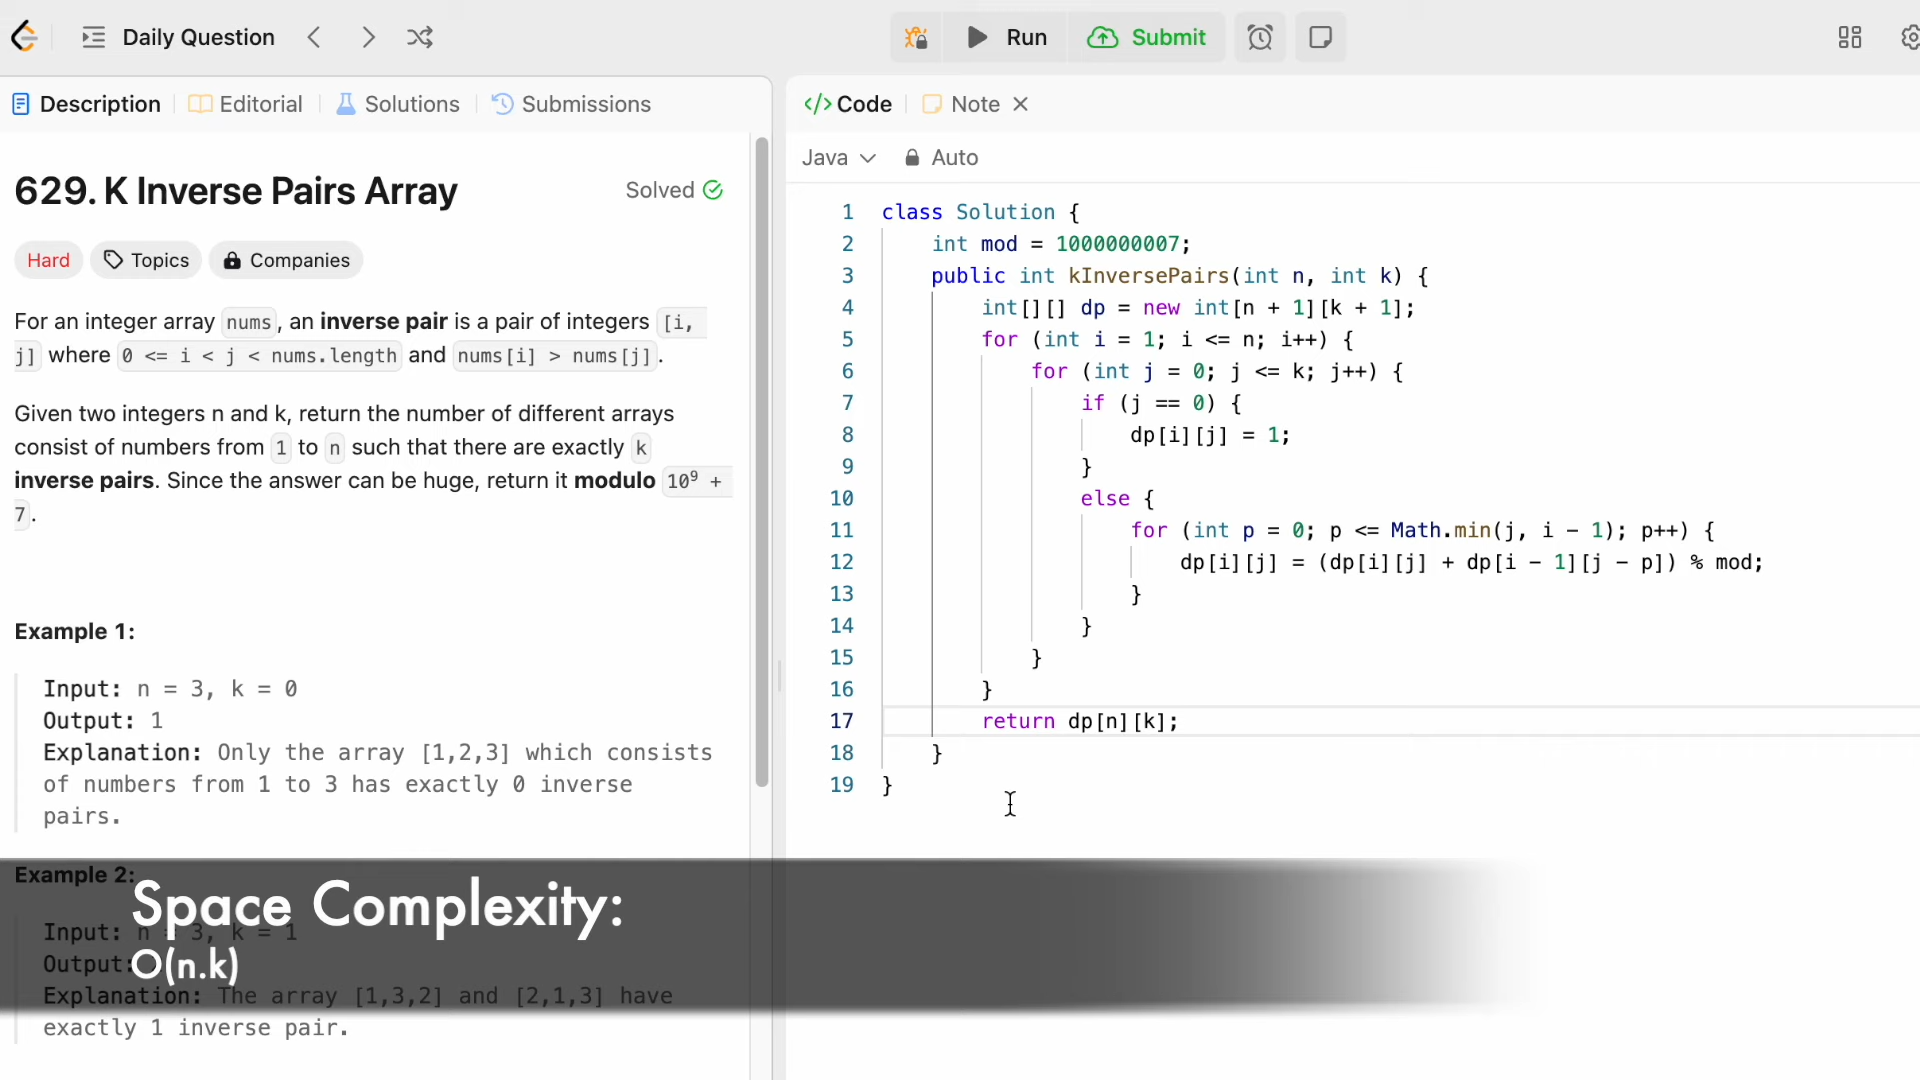 Daily Question
Run
Submit
Description
Editorial
Solutions
Submissions
Code
Note
Java
Auto
629. K Inverse Pairs Array
Solved
Hard
Topics
Companies
For an integer array nums, an inverse pair is a pair of integers [i,
j] where 0 <= i < j < nums.length and nums[i] > nums[j].
Given two integers n and k, return the number of different arrays
consist of numbers from 1 to n such that there are exactly k
inverse pairs. Since the answer can be huge, return it modulo 10⁹ +
7.
Example 1:
Input: n = 3, k = 0
Output: 1
Explanation: Only the array [1,2,3] which consists
of numbers from 1 to 3 has exactly 0 inverse
pairs.
Example 2:
Input: n = 3, k = 1
Output:
Explanation: The array [1,3,2] and [2,1,3] have
exactly 1 inverse pair.
Space Complexity:
O(n.k)
1 class Solution {
2     int mod = 1000000007;
3     public int kInversePairs(int n, int k) {
4         int[][] dp = new int[n + 1][k + 1];
5         for (int i = 1; i <= n; i++) {
6             for (int j = 0; j <= k; j++) {
7                 if (j == 0) {
8                     dp[i][j] = 1;
9                 }
10                 else {
11                     for (int p = 0; p <= Math.min(j, i - 1); p++) {
12                         dp[i][j] = (dp[i][j] + dp[i - 1][j - p]) % mod;
13                     }
14                 }
15             }
16         }
17         return dp[n][k];
18     }
19 }